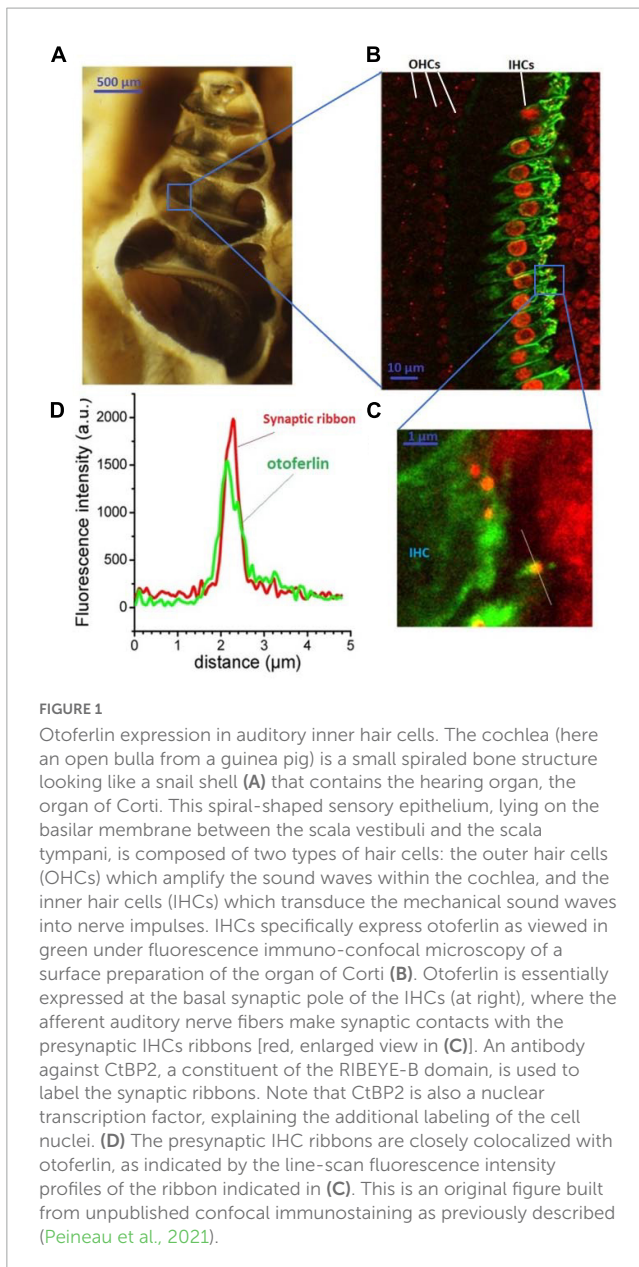 A
500 µm
B
OHCs
IHCs
10 µm
D
Fluorescence intensity (a.u.)
2000
1500
1000
500
0
Synaptic ribbon
otoferlin
0 1 2 3 4 5
distance (µm)
C
1 µm
IHC
FIGURE 1
Otoferlin expression in auditory inner hair cells. The cochlea (here
an open bulla from a guinea pig) is a small spiraled bone structure
looking like a snail shell (A) that contains the hearing organ, the
organ of Corti. This spiral-shaped sensory epithelium, lying on the
basilar membrane between the scala vestibuli and the scala
tympani, is composed of two types of hair cells: the outer hair cells
(OHCs) which amplify the sound waves within the cochlea, and the
inner hair cells (IHCs) which transduce the mechanical sound waves
into nerve impulses. IHCs specifically express otoferlin as viewed in
green under fluorescence immuno-confocal microscopy of a
surface preparation of the organ of Corti (B). Otoferlin is essentially
expressed at the basal synaptic pole of the IHCs (at right), where the
afferent auditory nerve fibers make synaptic contacts with the
presynaptic IHCs ribbons [red, enlarged view in (C)]. An antibody
against CtBP2, a constituent of the RIBEYE-B domain, is used to
label the synaptic ribbons. Note that CtBP2 is also a nuclear
transcription factor, explaining the additional labeling of the cell
nuclei. (D) The presynaptic IHC ribbons are closely colocalized with
otoferlin, as indicated by the line-scan fluorescence intensity
profiles of the ribbon indicated in (C). This is an original figure built
from unpublished confocal immunostaining as previously described
(Peineau et al., 2021).